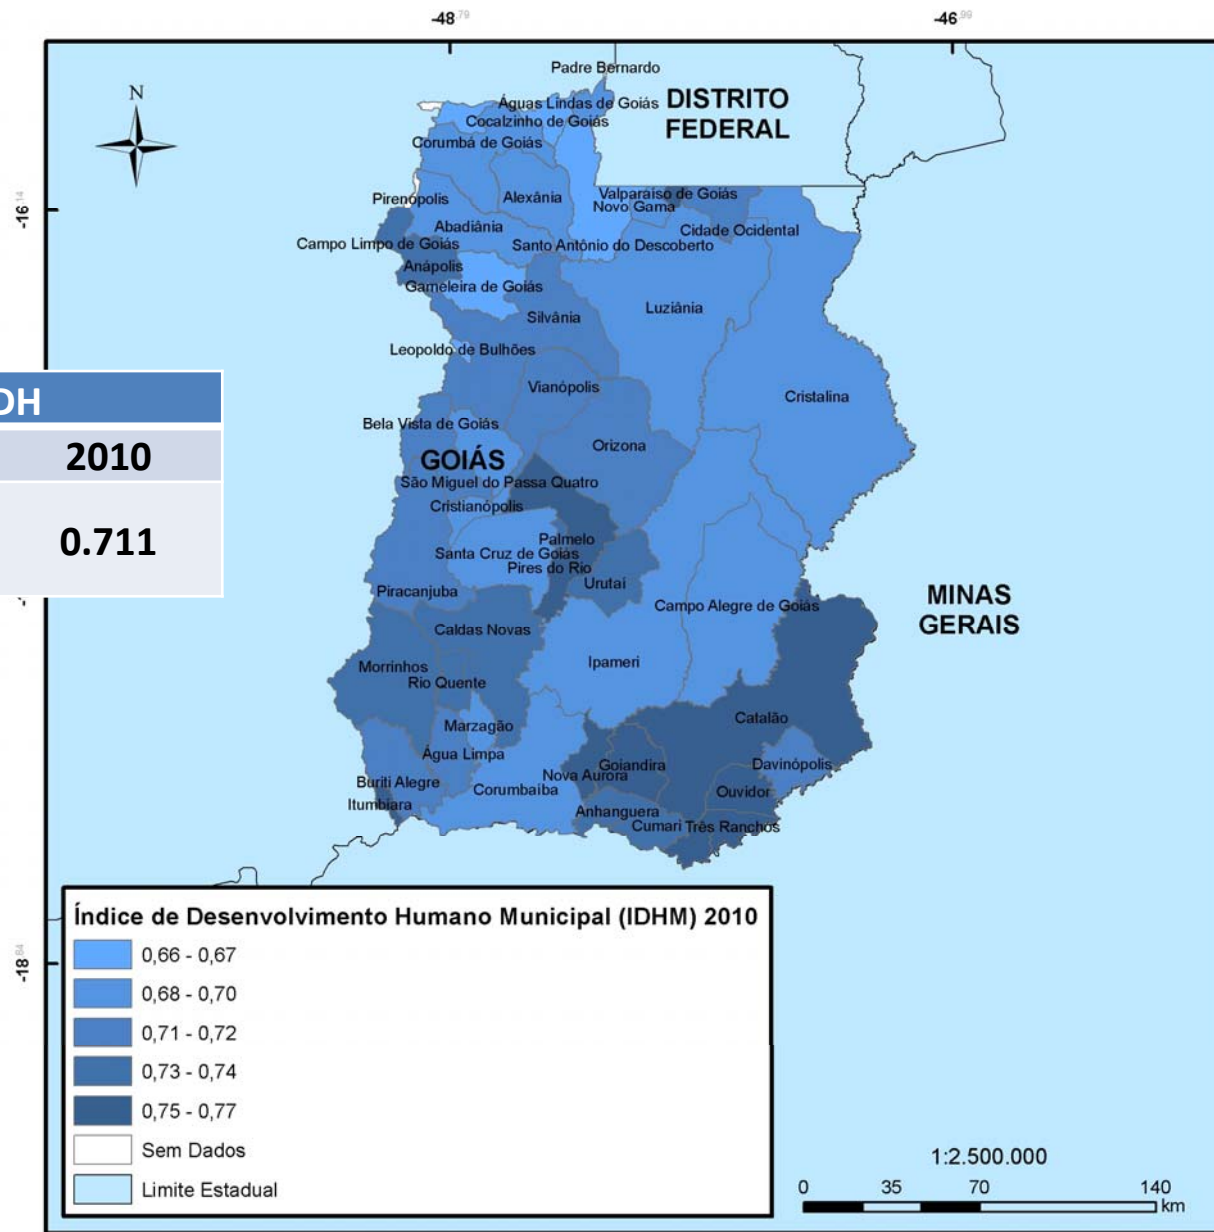 -48,79
-46,99
N
Padre Bernardo
Águas Lindas de Goiás
DISTRITO
FEDERAL
Cocalzinho de Goiás
Corumbá de Goiás
-16,14
Pirenópolis
Alexânia
Valparaíso de Goiás
Novo Gama
Abadiânia
Cidade Ocidental
Campo Limpo de Goiás
Santo Antônio do Descoberto
Anápolis
Gameleira de Goiás
Luziânia
Silvânia
Leopoldo de Bulhões
DH
Vianópolis
Cristalina
Bela Vista de Goiás
2010
GOIÁS
Orizona
São Miguel do Passa Quatro
Cristianópolis
0.711
Palmelo
Santa Cruz de Goiás
Pires do Rio
Urutaí
Piracanjuba
Campo Alegre de Goiás
MINAS
GERAIS
Caldas Novas
Morrinhos
Ipameri
Rio Quente
Marzagão
Catalão
Água Limpa
Davinópolis
Goiandira
Nova Aurora
Buriti Alegre
Corumbaíba
Ouvidor
Itumbiara
Anhanguera
Cumari
Três Ranchos
-18,84
Índice de Desenvolvimento Humano Municipal (IDHM) 2010
0,66 - 0,67
0,68 - 0,70
0,71 - 0,72
0,73 - 0,74
0,75 - 0,77
Sem Dados
Limite Estadual
1:2.500.000
0 35 70 140
km